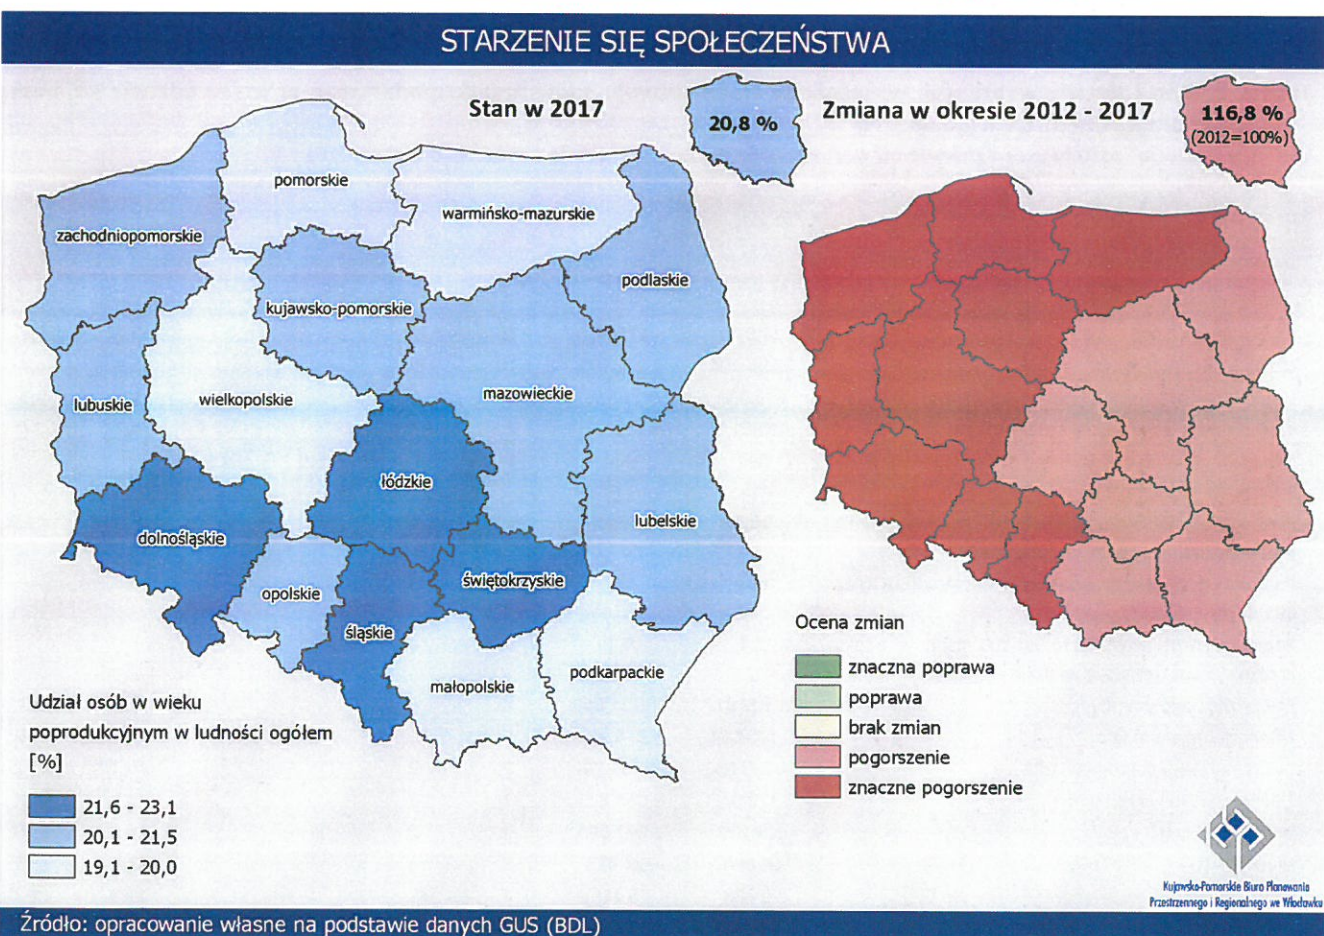 STARZENIE SIĘ SPOŁECZEŃSTWA
Stan w 2017
20,8 %
Zmiana w okresie 2012 - 2017
116,8 %
(2012=100%)
pomorskie
warmińsko-mazurskie
zachodniopomorskie
podlaskie
kujawsko-pomorskie
mazowieckie
wielkopolskie
lubuskie
łódzkie
lubelskie
dolnośląskie
świętokrzyskie
opolskie
śląskie
podkarpackie
małopolskie
Udział osób w wieku
poprodukcyjnym w ludności ogółem
[%]
21,6 - 23,1
20,1 - 21,5
19,1 - 20,0
Ocena zmian
znaczna poprawa
poprawa
brak zmian
pogorszenie
znaczne pogorszenie
Kujawsko-Pomorskie Biuro Planowania
Przestrzennego i Regionalnego we Włocławku
Źródło: opracowanie własne na podstawie danych GUS (BDL)